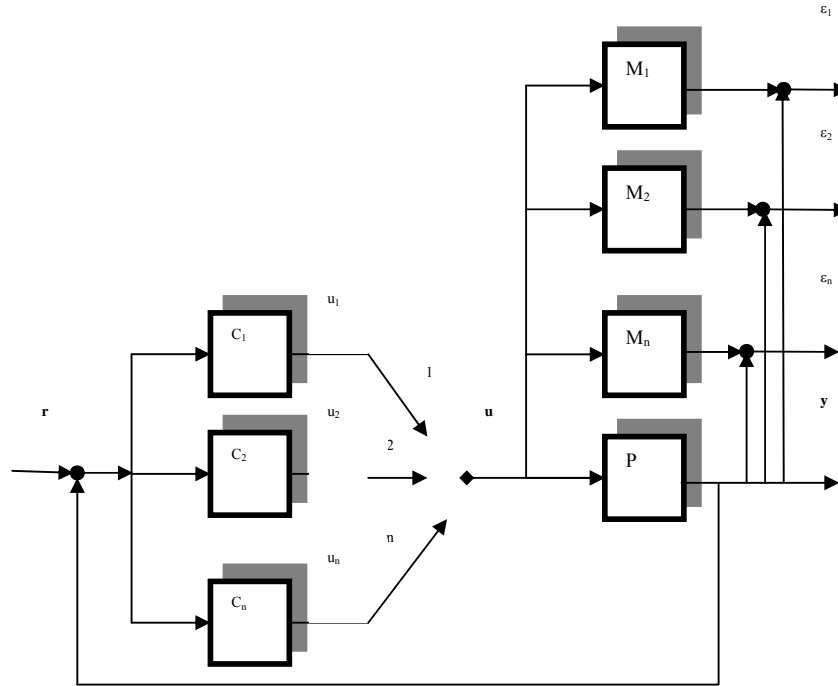 ε₁
M₁
ε₂
M₂
εₙ
Mₙ
u₁
C₁
1
r
u₂
u
y
C₂
2
P
uₙ
n
Cₙ